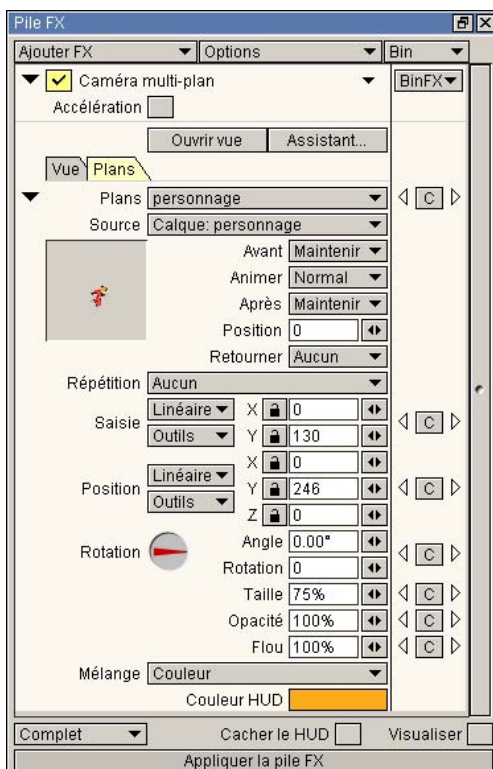 Pile FX
Ajouter FX Options Bin
Caméra multi-plan BinFX
Accélération
Ouvrir vue Assistant...
Vue Plans
Plans personnage C
Source Calque: personnage
Avant Maintenir
Animer Normal
Après Maintenir
Position 0
Retourner Aucun
Répétition Aucun
Saisie Linéaire X 0 C
Outils Y 130
Position Linéaire X 0 C
Outils Y 246
Z 0
Rotation Angle 0.00° C
Rotation 0
Taille 75% C
Opacité 100% C
Flou 100% C
Mélange Couleur
Couleur HUD
Complet Cacher le HUD Visualiser
Appliquer la pile FX